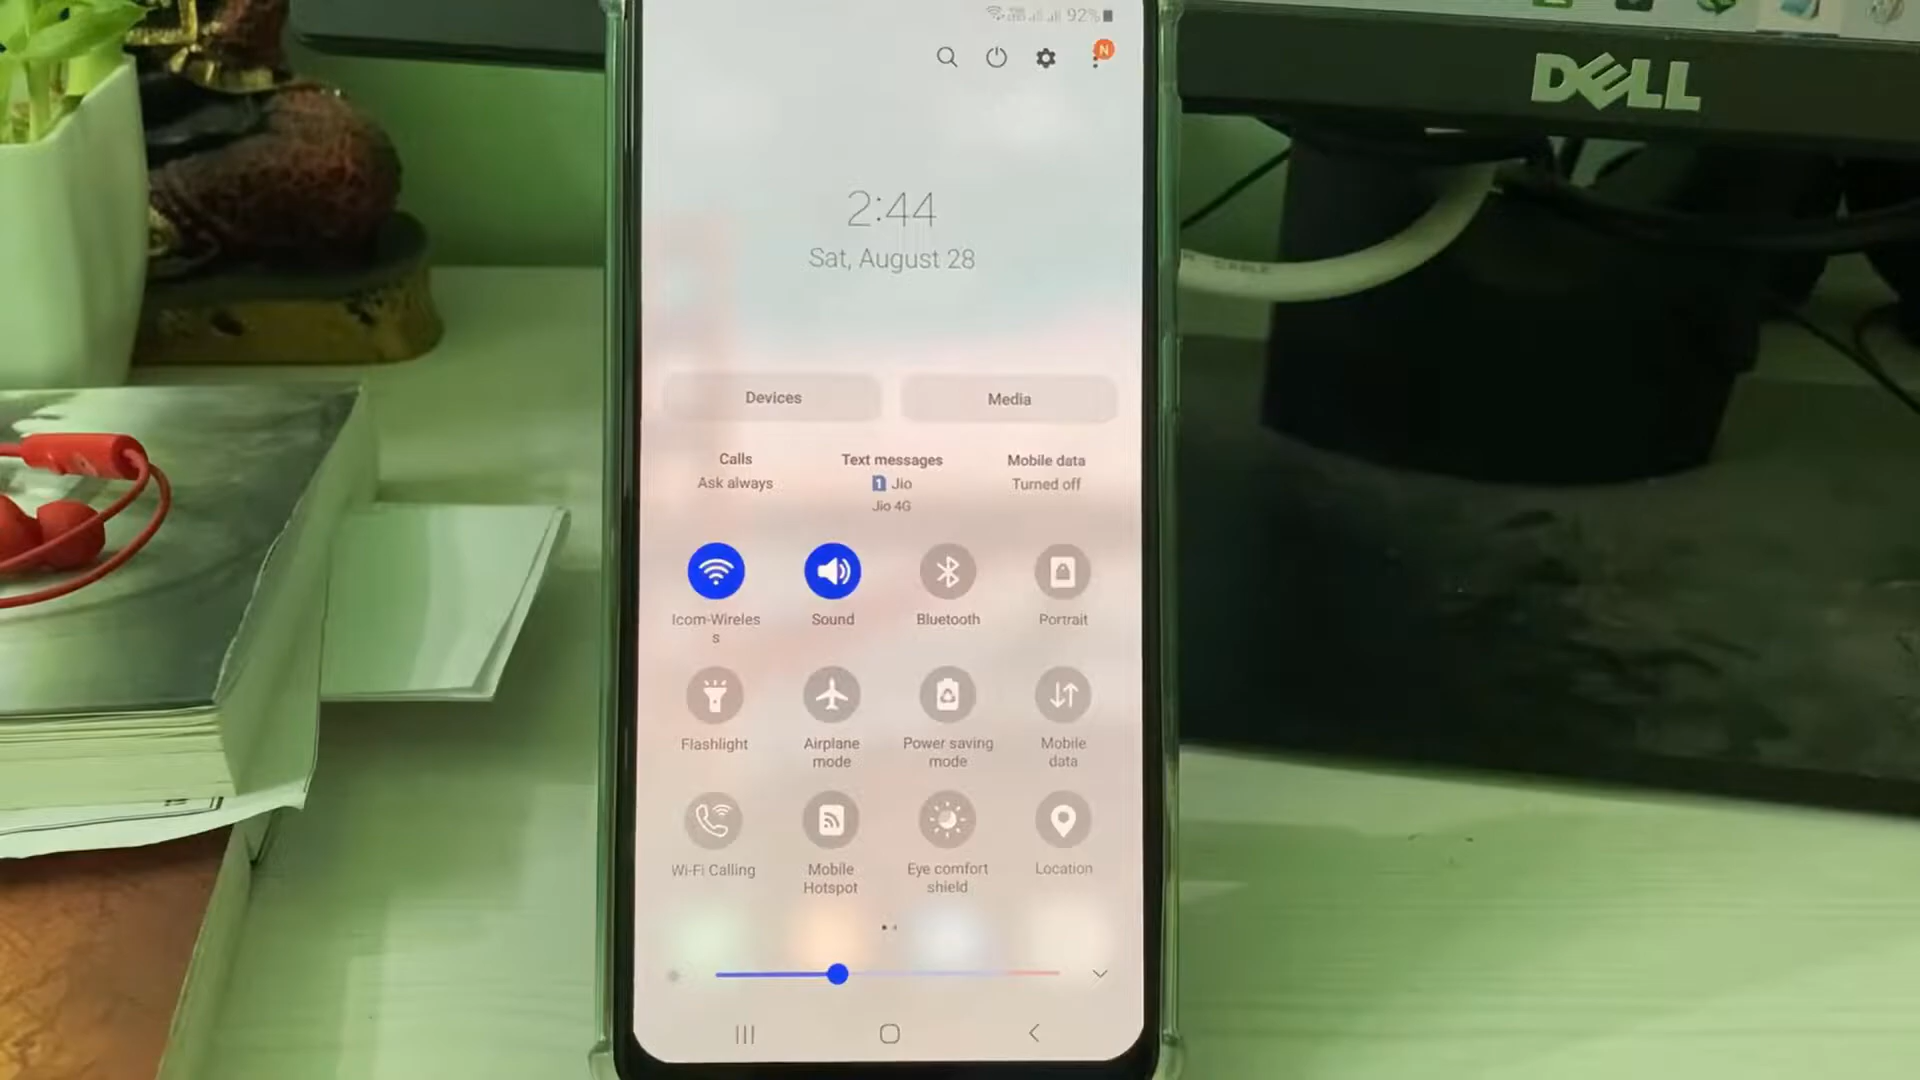 92%
N
DELL
2:44
Sat, August 28
Devices
Media
Calls
Ask always
Text messages
1 Jio
Jio 4G
Mobile data
Turned off
Icom-Wireles
s
Sound
Bluetooth
Portrait
Flashlight
Airplane
mode
Power saving
mode
Mobile
data
Wi-Fi Calling
Mobile
Hotspot
Eye comfort
shield
Location